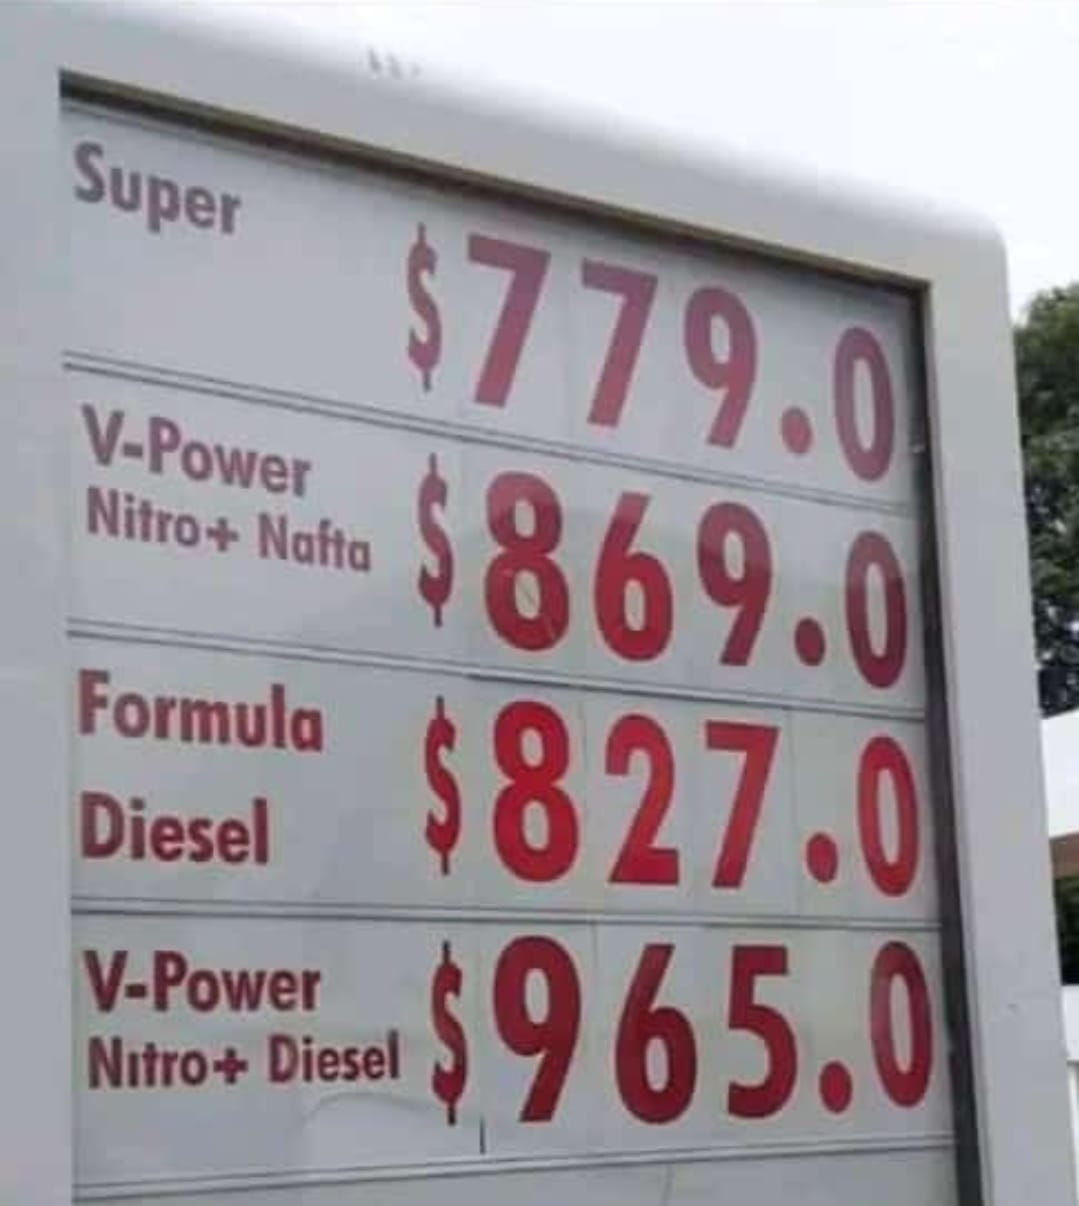 Super
$779.0
V-Power
Nitro+ Nafta
$869.0
Formula
Diesel
$827.0
V-Power
Nitro+ Diesel
$965.0